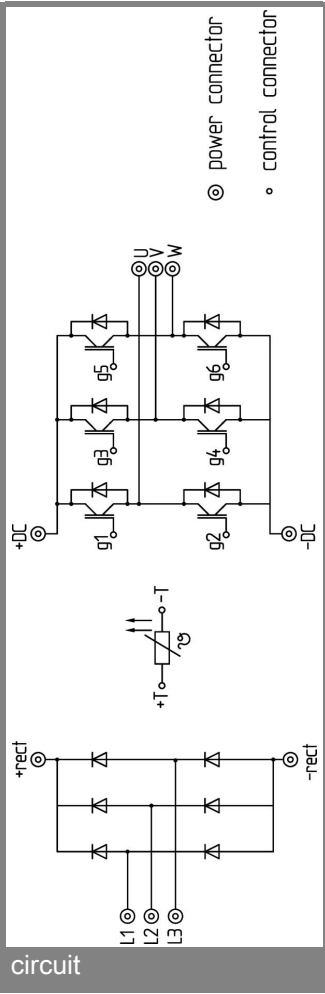 power connector
control connector
U
V
W
g5
g6
g3
g4
g1
g2
+DC
-DC
-T
ϑ
+T
+rect
-rect
L1
L2
L3
circuit